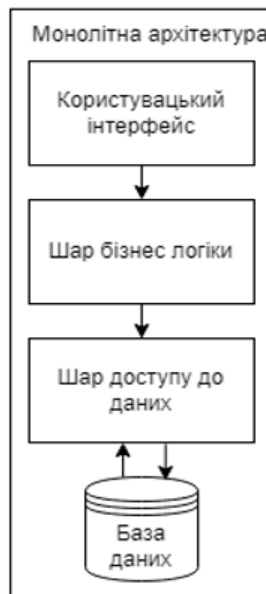 Монолітна архітектура
Користувацький
інтерфейс
Шар бізнес логіки
Шар доступу до
даних
База
даних